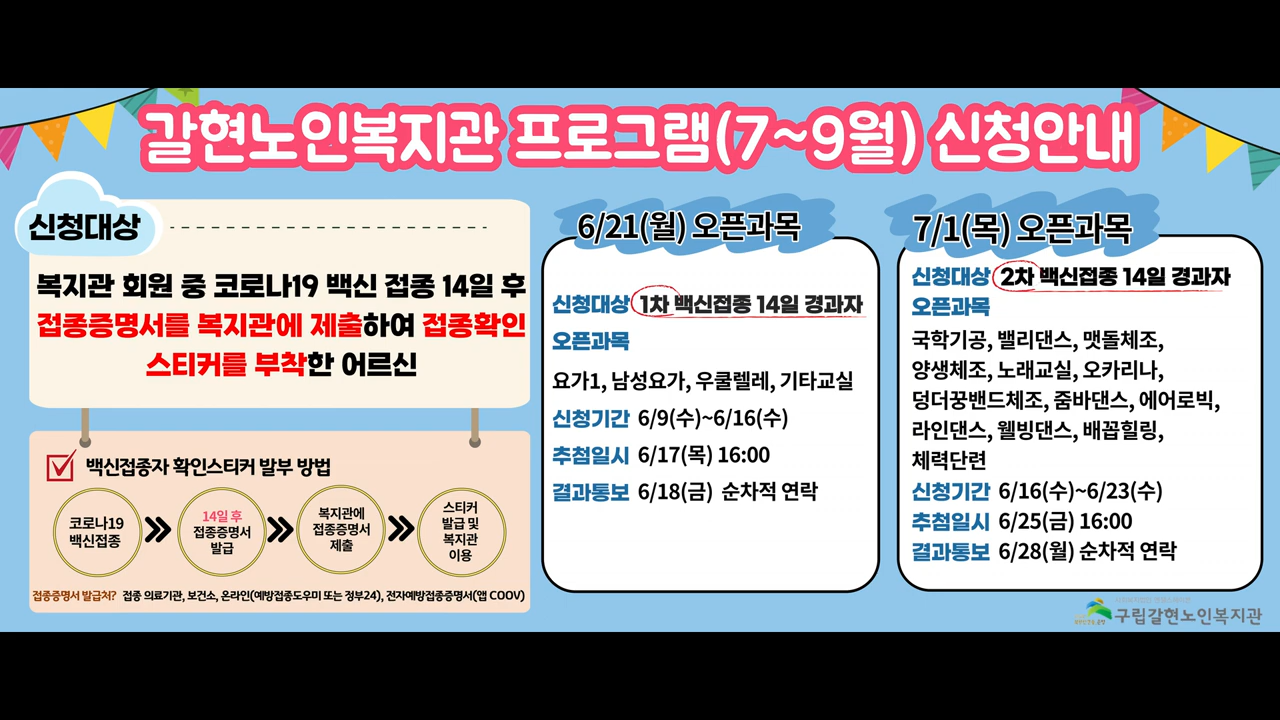 갈현노인복지관 프로그램(7~9월) 신청안내
신청대상
복지관 회원 중 코로나19 백신 접종 14일 후
접종증명서를 복지관에 제출하여 접종확인
스티커를 부착한 어르신
백신접종자 확인스티커 발부 방법
코로나19
백신접종
14일 후
접종증명서
발급
복지관에
접종증명서
제출
스티커
발급 및
복지관
이용
접종증명서 발급처? 접종 의료기관, 보건소, 온라인(예방접종도우미 또는 정부24), 전자예방접종증명서(앱 COOV)
6/21(월) 오픈과목
신청대상 1차 백신접종 14일 경과자
오픈과목
요가1, 남성요가, 우쿨렐레, 기타교실
신청기간 6/9(수)~6/16(수)
추첨일시 6/17(목) 16:00
결과통보 6/18(금) 순차적 연락
7/1(목) 오픈과목
신청대상 2차 백신접종 14일 경과자
오픈과목
국학기공, 밸리댄스, 맷돌체조,
양생체조, 노래교실, 오카리나,
덩더꿍밴드체조, 줌바댄스, 에어로빅,
라인댄스, 웰빙댄스, 배꼽힐링,
체력단련
신청기간 6/16(수)~6/23(수)
추첨일시 6/25(금) 16:00
결과통보 6/28(월) 순차적 연락
구립갈현노인복지관